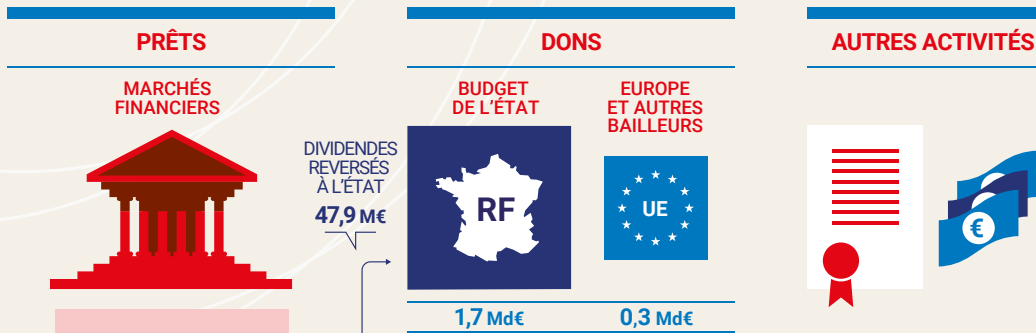 PRÊTS
MARCHÉS
FINANCIERS
DIVIDENDES
REVERSÉS
À L'ÉTAT
47,9 M€
DONS
BUDGET
DE L'ÉTAT
RF
1,7 Md€
EUROPE
ET AUTRES
BAILLEURS
UE
0,3 Md€
AUTRES ACTIVITÉS
€